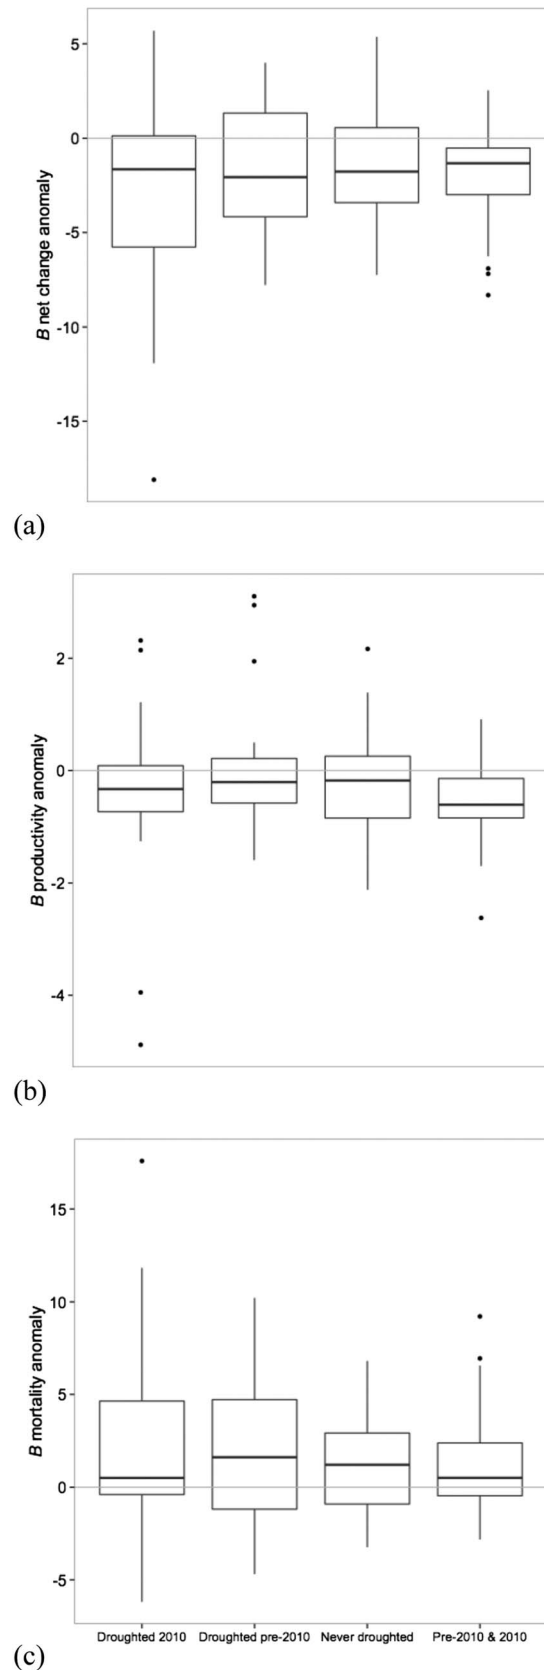 5
0
-5
-10
-15
B net change anomaly
(a)
2
0
-2
-4
B productivity anomaly
(b)
15
10
5
0
-5
B mortality anomaly
Droughted 2010 Droughted pre-2010 Never droughted Pre-2010 & 2010
(c)